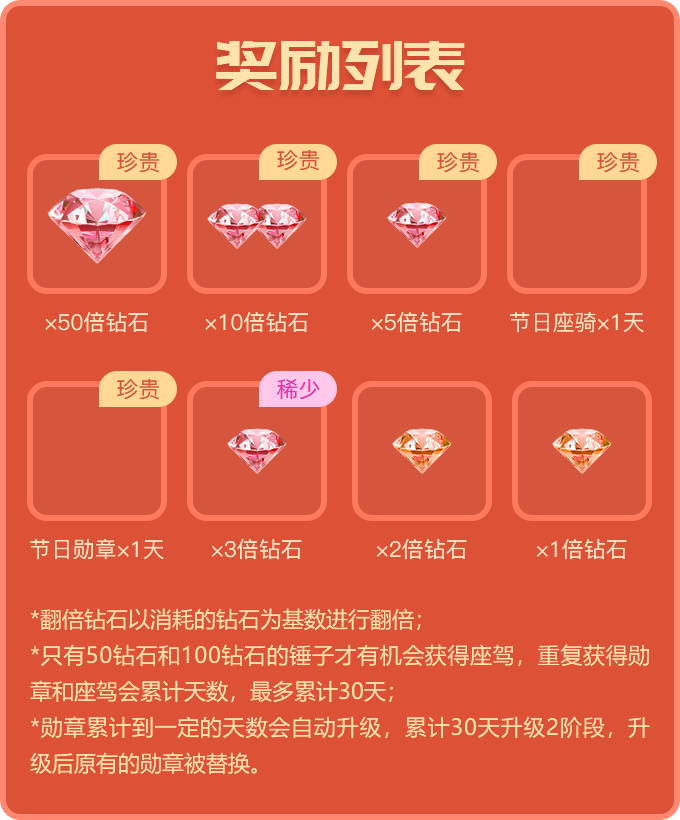 奖励列表
珍贵
珍贵
珍贵
珍贵
×50倍钻石
×10倍钻石
×5倍钻石
节日座骑×1天
珍贵
稀少
节日勋章×1天
×3倍钻石
×2倍钻石
×1倍钻石
*翻倍钻石以消耗的钻石为基数进行翻倍；
*只有50钻石和100钻石的锤子才有机会获得座驾，重复获得勋
章和座驾会累计天数，最多累计30天；
*勋章累计到一定的天数会自动升级，累计30天升级2阶段，升
级后原有的勋章被替换。